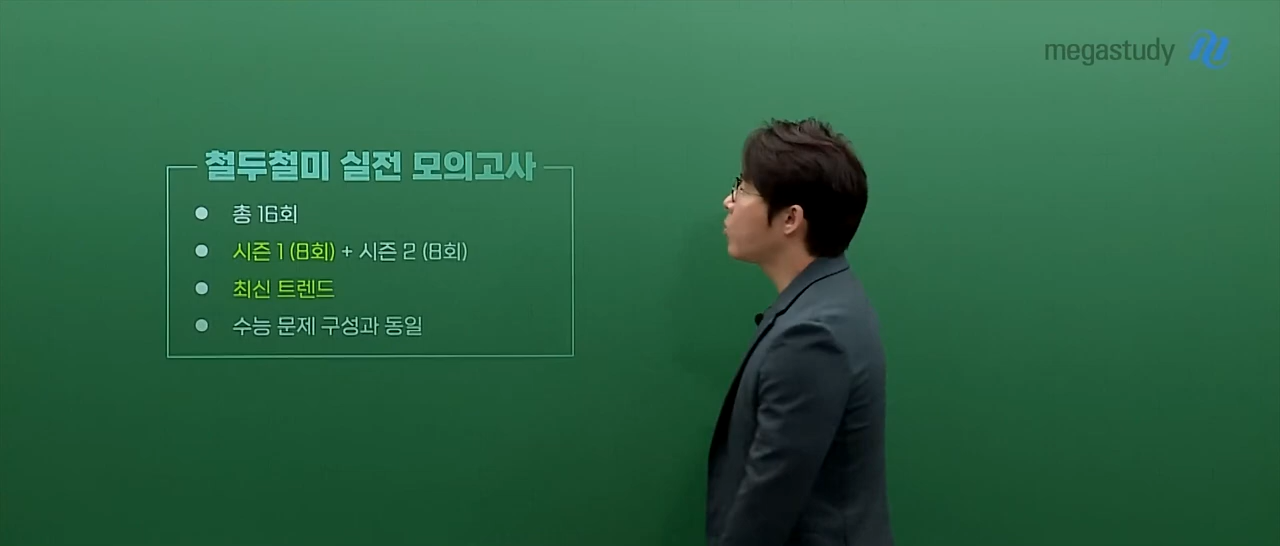 megastudy
철두철미 실전 모의고사
총 16회
시즌 1 (8회) + 시즌 2 (8회)
최신 트렌드
수능 문제 구성과 동일